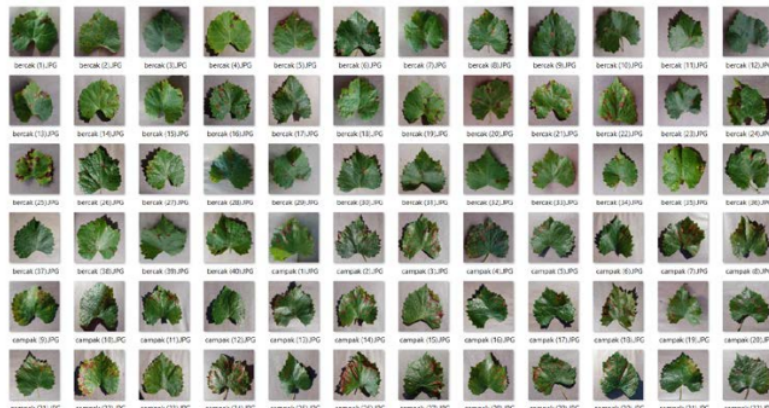 bercak (1).JPG bercak (2).JPG bercak (3).JPG bercak (4).JPG bercak (5).JPG bercak (6).JPG bercak (7).JPG bercak (8).JPG bercak (9).JPG bercak (10).JPG bercak (11).JPG bercak (12).JPG
bercak (13).JPG bercak (14).JPG bercak (15).JPG bercak (16).JPG bercak (17).JPG bercak (18).JPG bercak (19).JPG bercak (20).JPG bercak (21).JPG bercak (22).JPG bercak (23).JPG bercak (24).JPG
bercak (25).JPG bercak (26).JPG bercak (27).JPG bercak (28).JPG bercak (29).JPG bercak (30).JPG bercak (31).JPG bercak (32).JPG bercak (33).JPG bercak (34).JPG bercak (35).JPG bercak (36).JPG
bercak (37).JPG bercak (38).JPG bercak (39).JPG bercak (40).JPG campak (1).JPG campak (2).JPG campak (3).JPG campak (4).JPG campak (5).JPG campak (6).JPG campak (7).JPG campak (8).JPG
campak (9).JPG campak (10).JPG campak (11).JPG campak (12).JPG campak (13).JPG campak (14).JPG campak (15).JPG campak (16).JPG campak (17).JPG campak (18).JPG campak (19).JPG campak (20).JPG